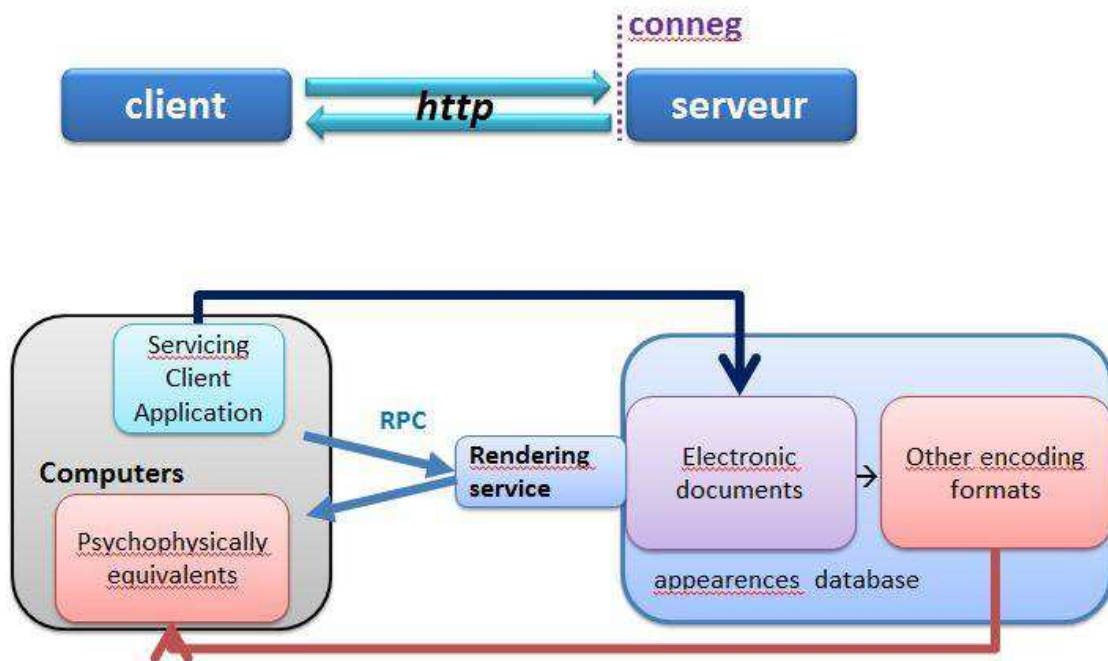 conneg
client
http
serveur
Servicing
Client
Application
RPC
Computers
Rendering
service
Electronic
documents
→
Other encoding
formats
Psychophysically
equivalents
appearences database